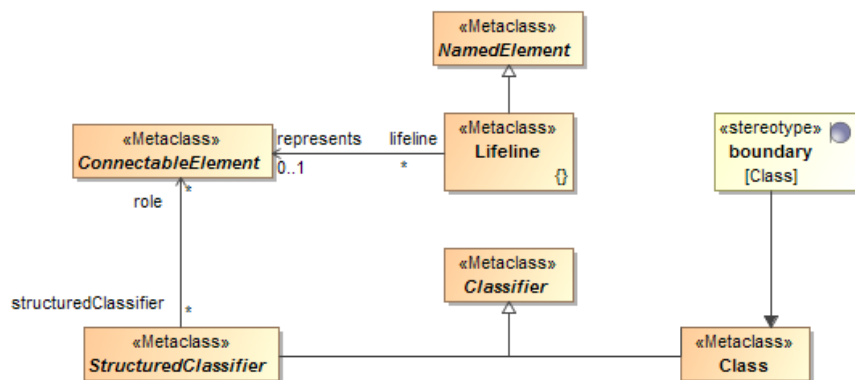 «Metaclass»
NamedElement
«Metaclass»
ConnectableElement
represents
0..1
lifeline
*
«Metaclass»
Lifeline
{}
«stereotype»
boundary
[Class]
*
role
«Metaclass»
Classifier
structuredClassifier
*
«Metaclass»
StructuredClassifier
«Metaclass»
Class